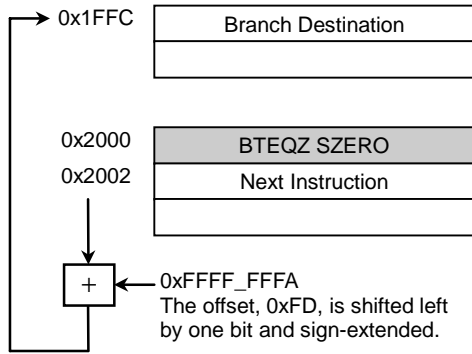 0x1FFC Branch Destination
0x2000 BTEQZ SZERO
0x2002 Next Instruction
+
0xFFFF_FFFA
The offset, 0xFD, is shifted left
by one bit and sign-extended.